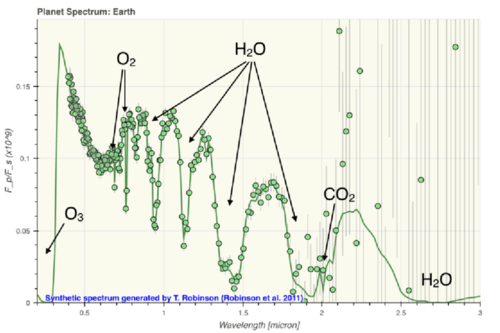 Planet Spectrum: Earth
0.15
0.1
0.05
0
F_p/F_s (x10^9)
O₂
H₂O
O₃
CO₂
H₂O
Synthetic spectrum generated by T. Robinson (Robinson et al. 2011)
0.5
1
1.5
2
2.5
3
Wavelength [micron]